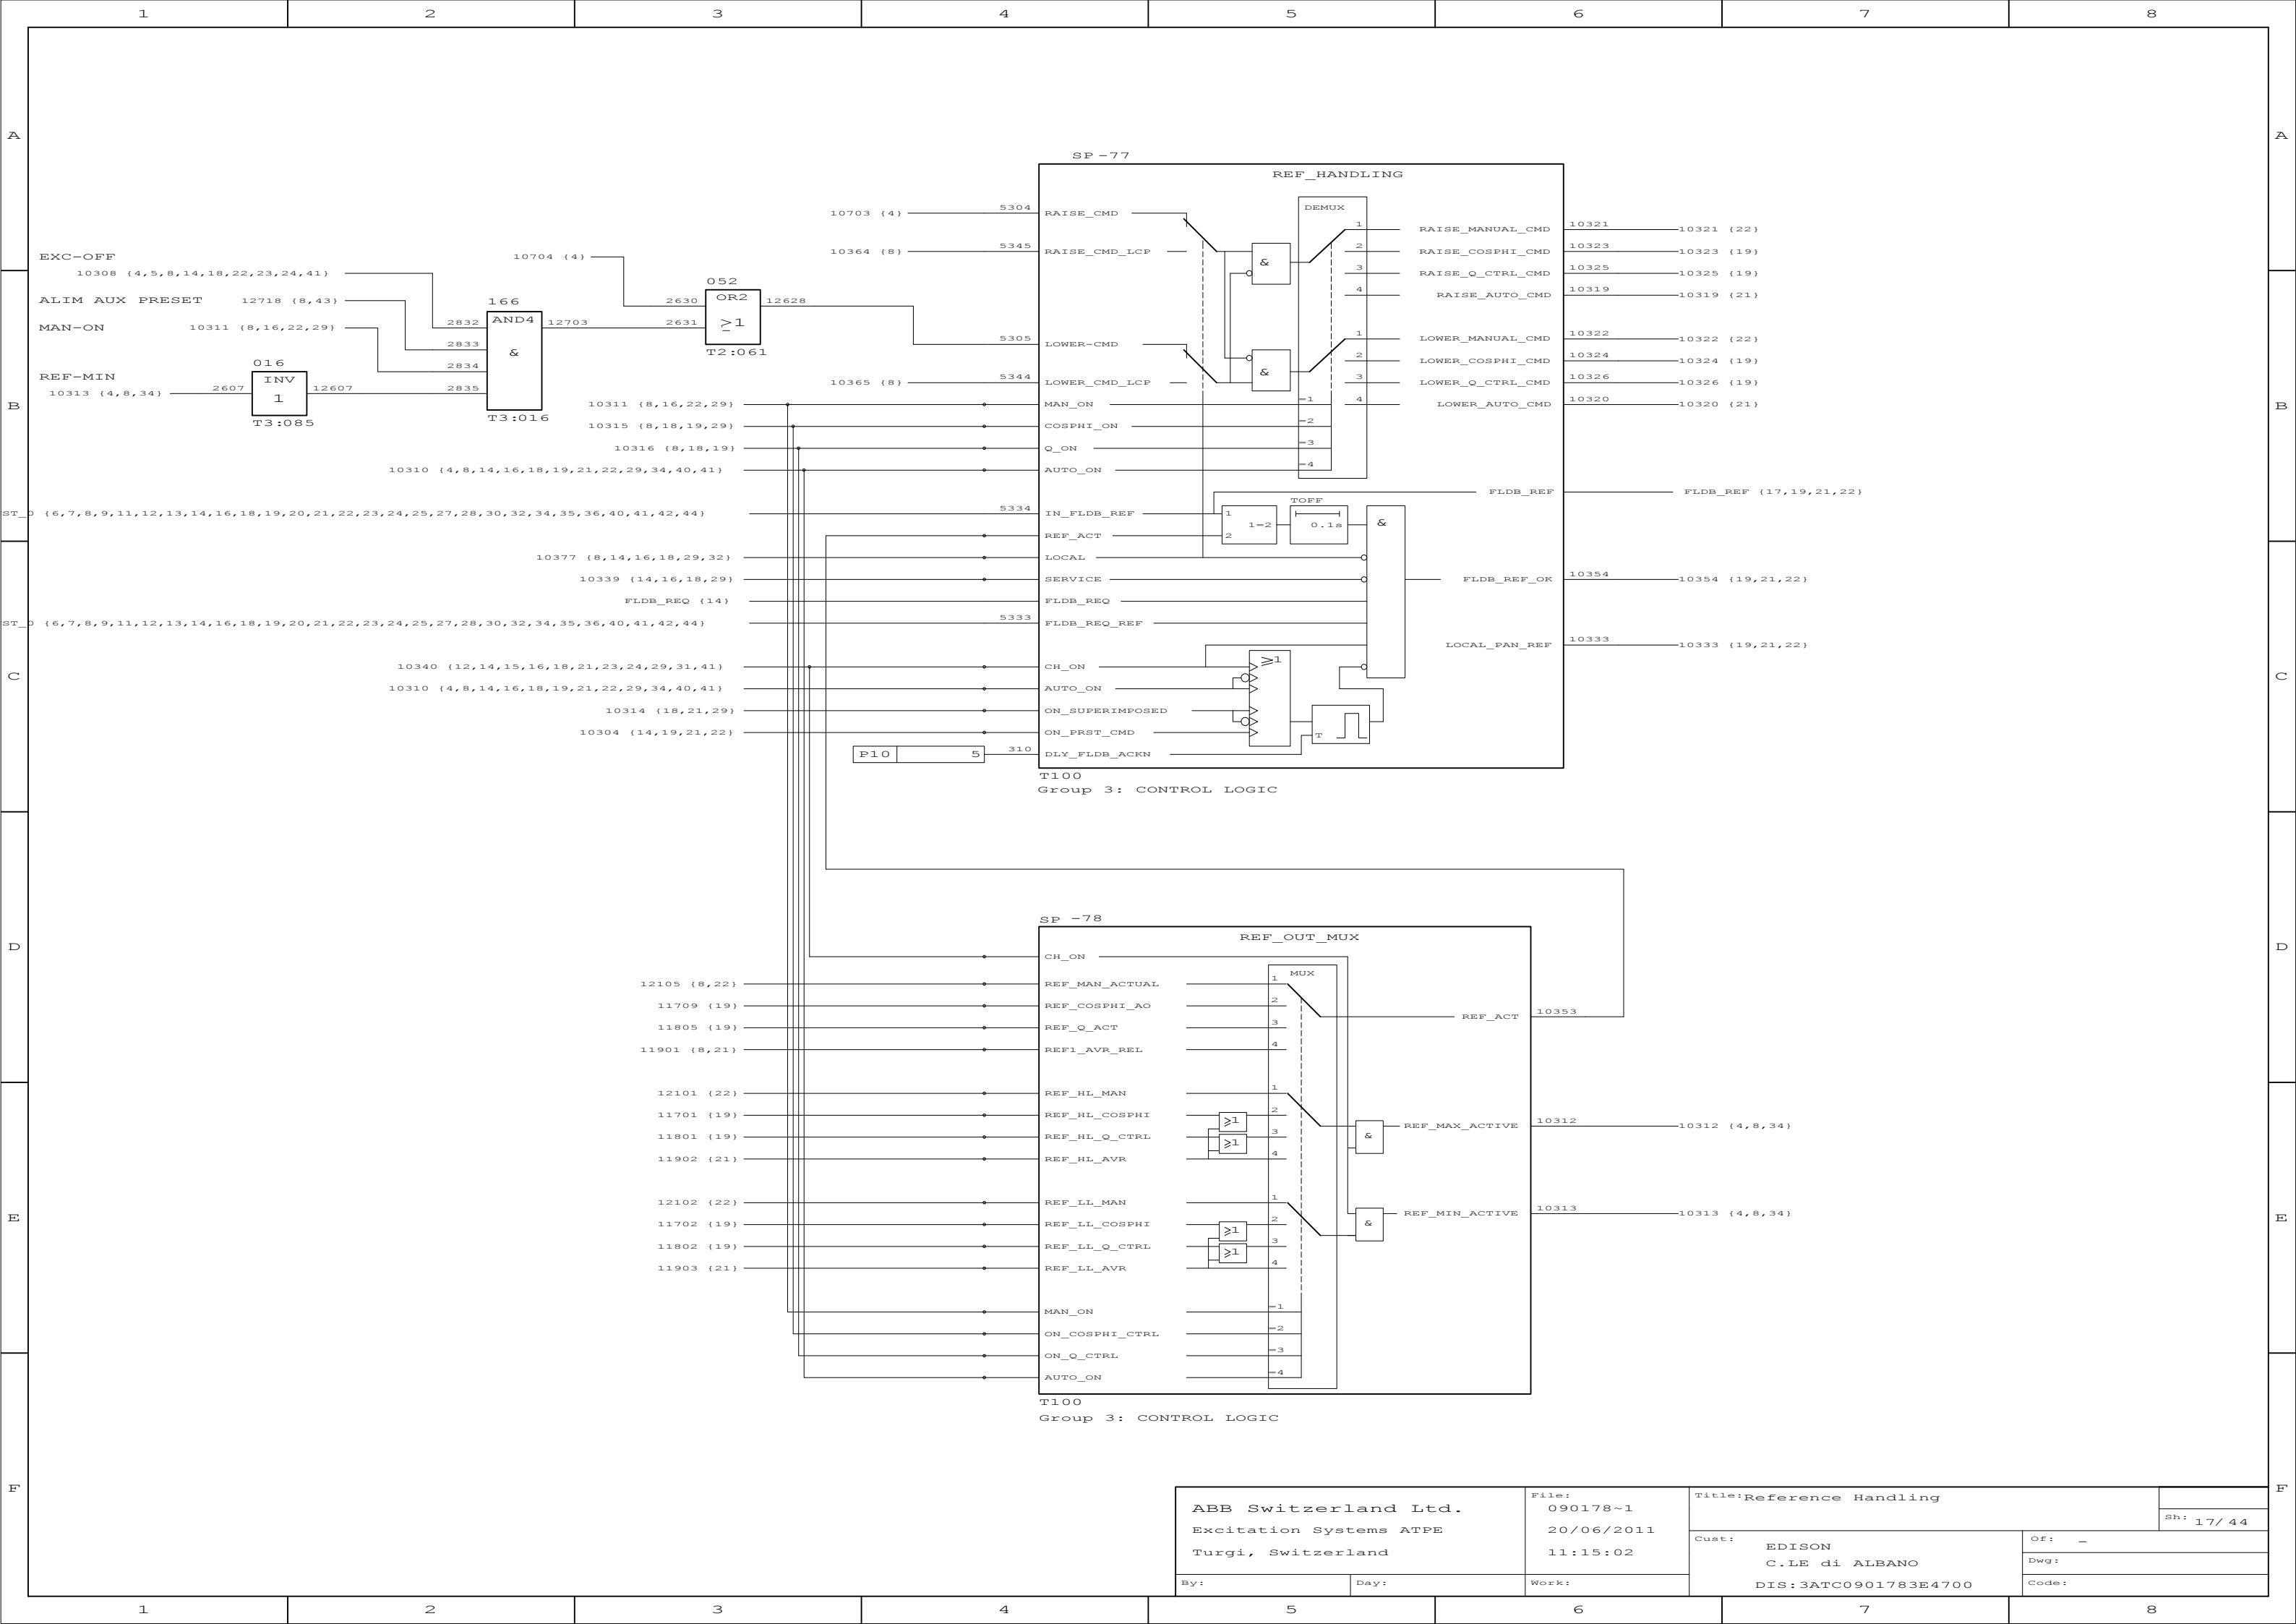 1 2 3 4 5 6 7 8
A A
SP -77
REF_HANDLING
DEMUX
10703 (4) 5304 RAISE_CMD
1 RAISE_MANUAL_CMD 10321 10321 (22)
10364 (8) 5345 RAISE_CMD_LCP
& 2 RAISE_COSPHI_CMD 10323 10323 (19)
3 RAISE_Q_CTRL_CMD 10325 10325 (19)
4 RAISE_AUTO_CMD 10319 10319 (21)
EXC-OFF
10308 (4,5,8,14,18,22,23,24,41)
ALIM AUX PRESET 12718 (8,43)
MAN-ON 10311 (8,16,22,29)
REF-MIN
10313 (4,8,34) 2607
016
INV
1
12607
T3:085
166
2832 AND4 12703
2833
&
2834
2835
T3:016
10704 (4)
052
2630 OR2 12628
2631 ≥1
T2:061
5305 LOWER-CMD
1 LOWER_MANUAL_CMD 10322 10322 (22)
2 LOWER_COSPHI_CMD 10324 10324 (19)
10365 (8) 5344 LOWER_CMD_LCP
& 3 LOWER_Q_CTRL_CMD 10326 10326 (19)
4 LOWER_AUTO_CMD 10320 10320 (21)
B B
10311 (8,16,22,29) MAN_ON =1
10315 (8,18,19,29) COSPHI_ON =2
10316 (8,18,19) Q_ON =3
10310 (4,8,14,16,18,19,21,22,29,34,40,41) AUTO_ON =4
FLDB_REF FLDB_REF (17,19,21,22)
(6,7,8,9,11,12,13,14,16,18,19,20,21,22,23,24,25,27,28,30,32,34,35,36,40,41,42,44) 5334 IN_FLDB_REF
1 1=2 2
TOFF
0.1s
&
REF_ACT
10377 (8,14,16,18,29,32) LOCAL
10339 (14,16,18,29) SERVICE
FLDB_REF_OK 10354 10354 (19,21,22)
FLDB_REQ (14) FLDB_REQ
(6,7,8,9,11,12,13,14,16,18,19,20,21,22,23,24,25,27,28,30,32,34,35,36,40,41,42,44) 5333 FLDB_REQ_REF
LOCAL_PAN_REF 10333 10333 (19,21,22)
10340 (12,14,15,16,18,21,23,24,29,31,41) CH_ON ≥1
C C
10310 (4,8,14,16,18,19,21,22,29,34,40,41) AUTO_ON
10314 (18,21,29) ON_SUPERIMPOSED
10304 (14,19,21,22) ON_PRST_CMD T
P10 5 310 DLY_FLDB_ACKN
T100
Group 3: CONTROL LOGIC
D D
SP -78
REF_OUT_MUX
CH_ON
MUX
12105 (8,22) REF_MAN_ACTUAL 1
11709 (19) REF_COSPHI_AO 2
REF_ACT 10353
11805 (19) REF_Q_ACT 3
11901 (8,21) REF1_AVR_REL 4
12101 (22) REF_HL_MAN 1
11701 (19) REF_HL_COSPHI ≥1 2
& REF_MAX_ACTIVE 10312 10312 (4,8,34)
11801 (19) REF_HL_Q_CTRL ≥1 3
11902 (21) REF_HL_AVR 4
E E
12102 (22) REF_LL_MAN 1
& REF_MIN_ACTIVE 10313 10313 (4,8,34)
11702 (19) REF_LL_COSPHI ≥1 2
11802 (19) REF_LL_Q_CTRL ≥1 3
11903 (21) REF_LL_AVR 4
MAN_ON =1
ON_COSPHI_CTRL =2
ON_Q_CTRL =3
AUTO_ON =4
T100
Group 3: CONTROL LOGIC
F F
ABB Switzerland Ltd.
Excitation Systems ATPE
Turgi, Switzerland
By: Day:
File:
090178~1
20/06/2011
11:15:02
Work:
Title: Reference Handling
Sh: 17/ 44
Cust:
EDISON
C.LE di ALBANO
DIS:3ATC0901783E4700
Of: -
Dwg:
Code:
1 2 3 4 5 6 7 8